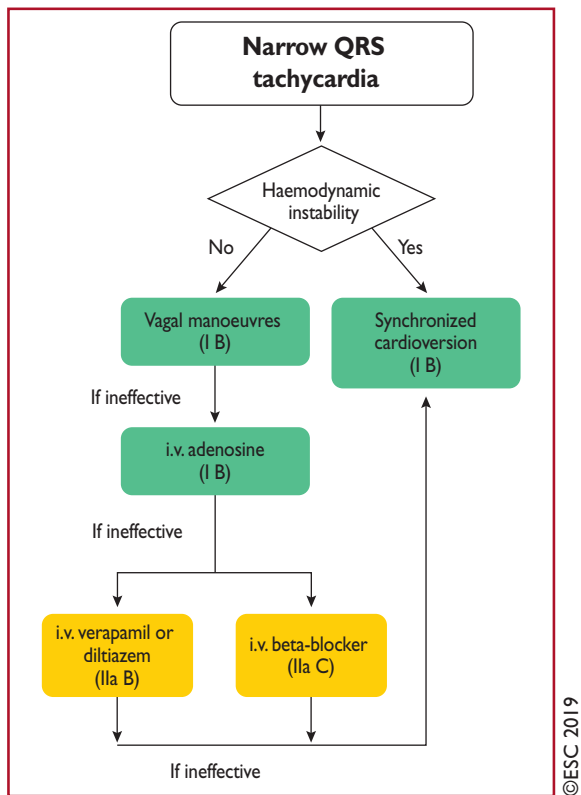 Narrow QRS
tachycardia
Haemodynamic
instability
No
Yes
Vagal manoeuvres
(I B)
Synchronized
cardioversion
(I B)
If ineffective
i.v. adenosine
(I B)
If ineffective
i.v. verapamil or
diltiazem
(IIa B)
i.v. beta-blocker
(IIa C)
If ineffective
©ESC 2019